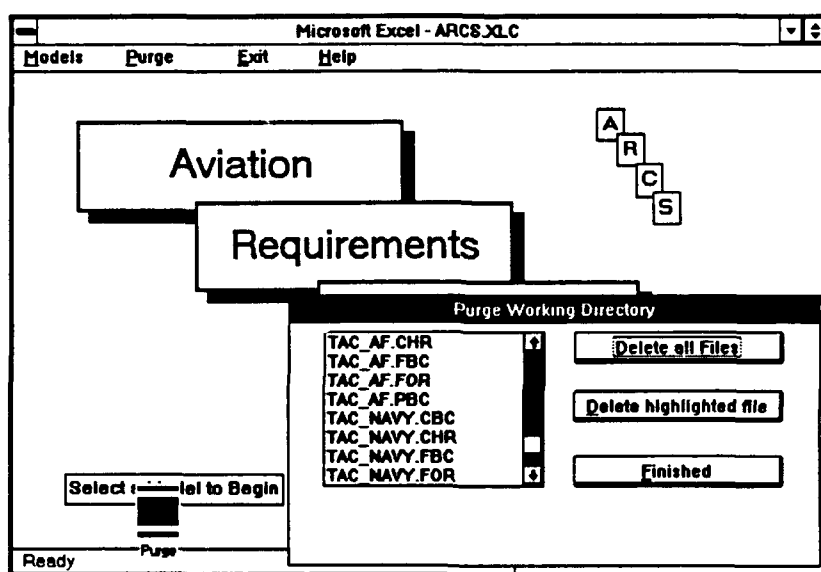 Microsoft Excel - ARCS.XLC
Models Purge Exit Help
Aviation
Requirements
A
R
C
S
Purge Working Directory
TAC_AF.CHR
TAC_AF.FBC
TAC_AF.FOR
TAC_AF.PBC
TAC_NAVY.CBC
TAC_NAVY.CHR
TAC_NAVY.FBC
TAC_NAVY.FOR
Delete all Files
Delete highlighted file
Finished
Select to Begin
Purge
Ready